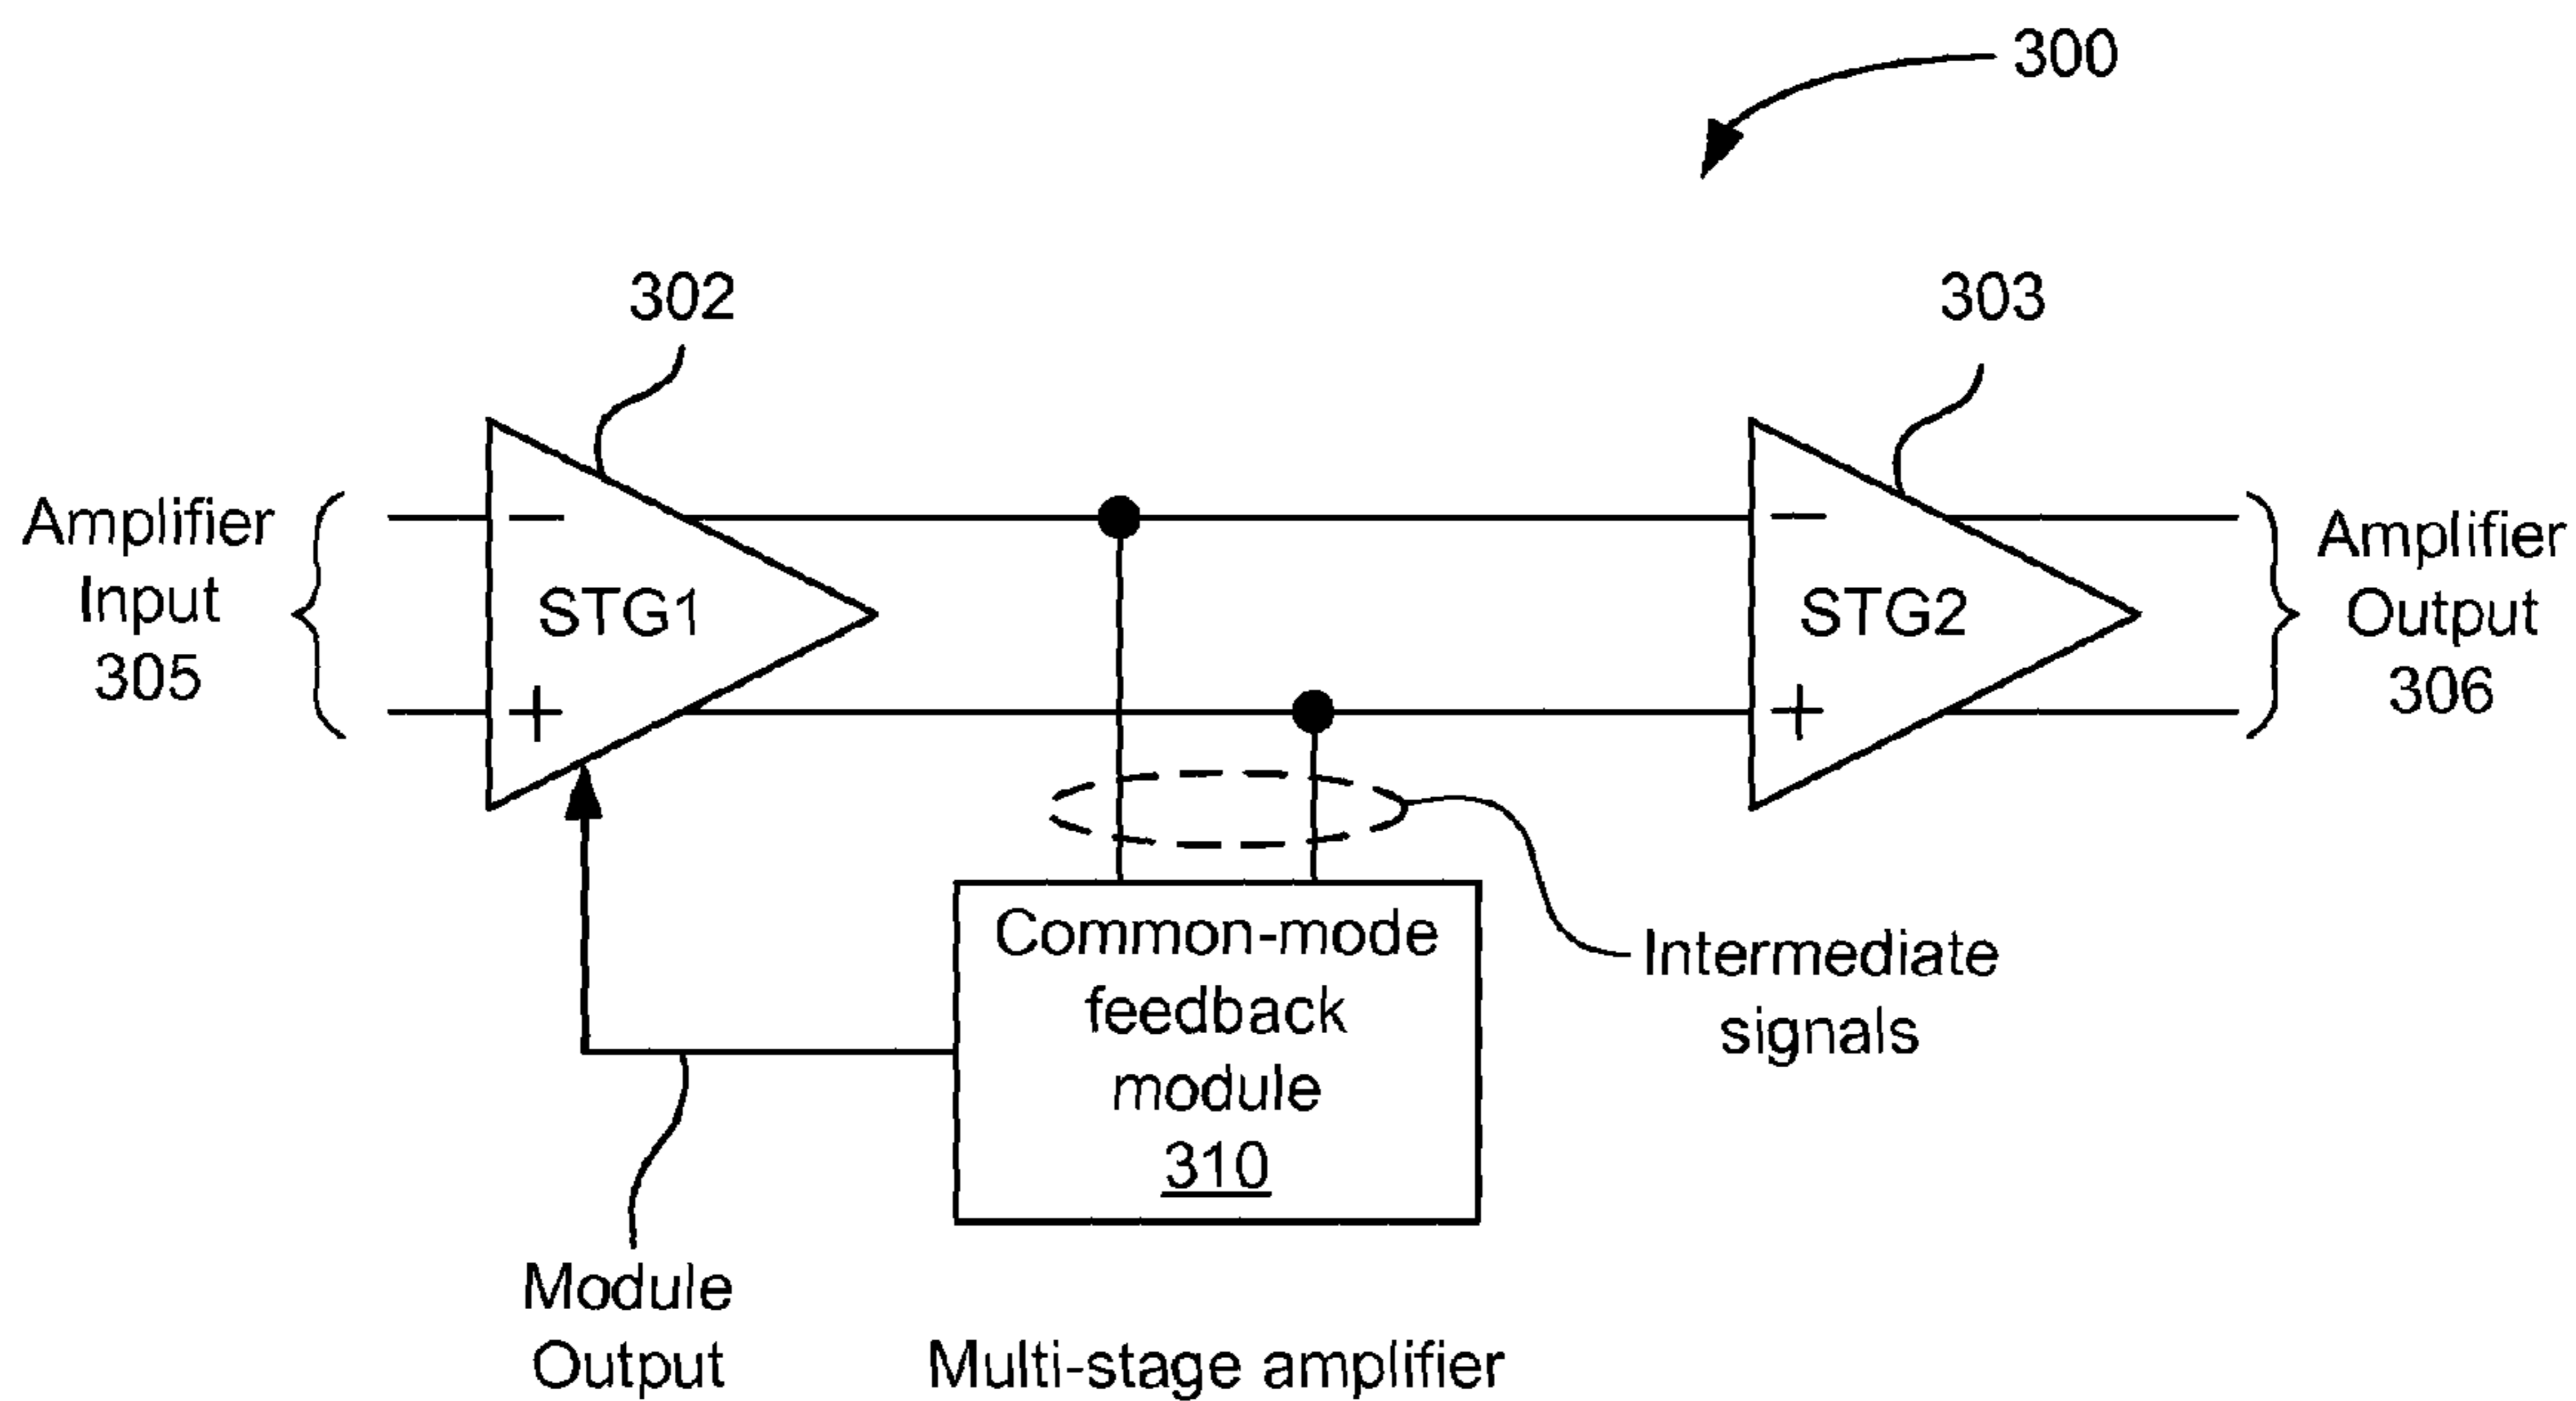 300
302
303
Amplifier
Input
305
−
STG1
+
−
STG2
+
Amplifier
Output
306
Common-mode
feedback
module
310
Intermediate
signals
Module
Output
Multi-stage amplifier